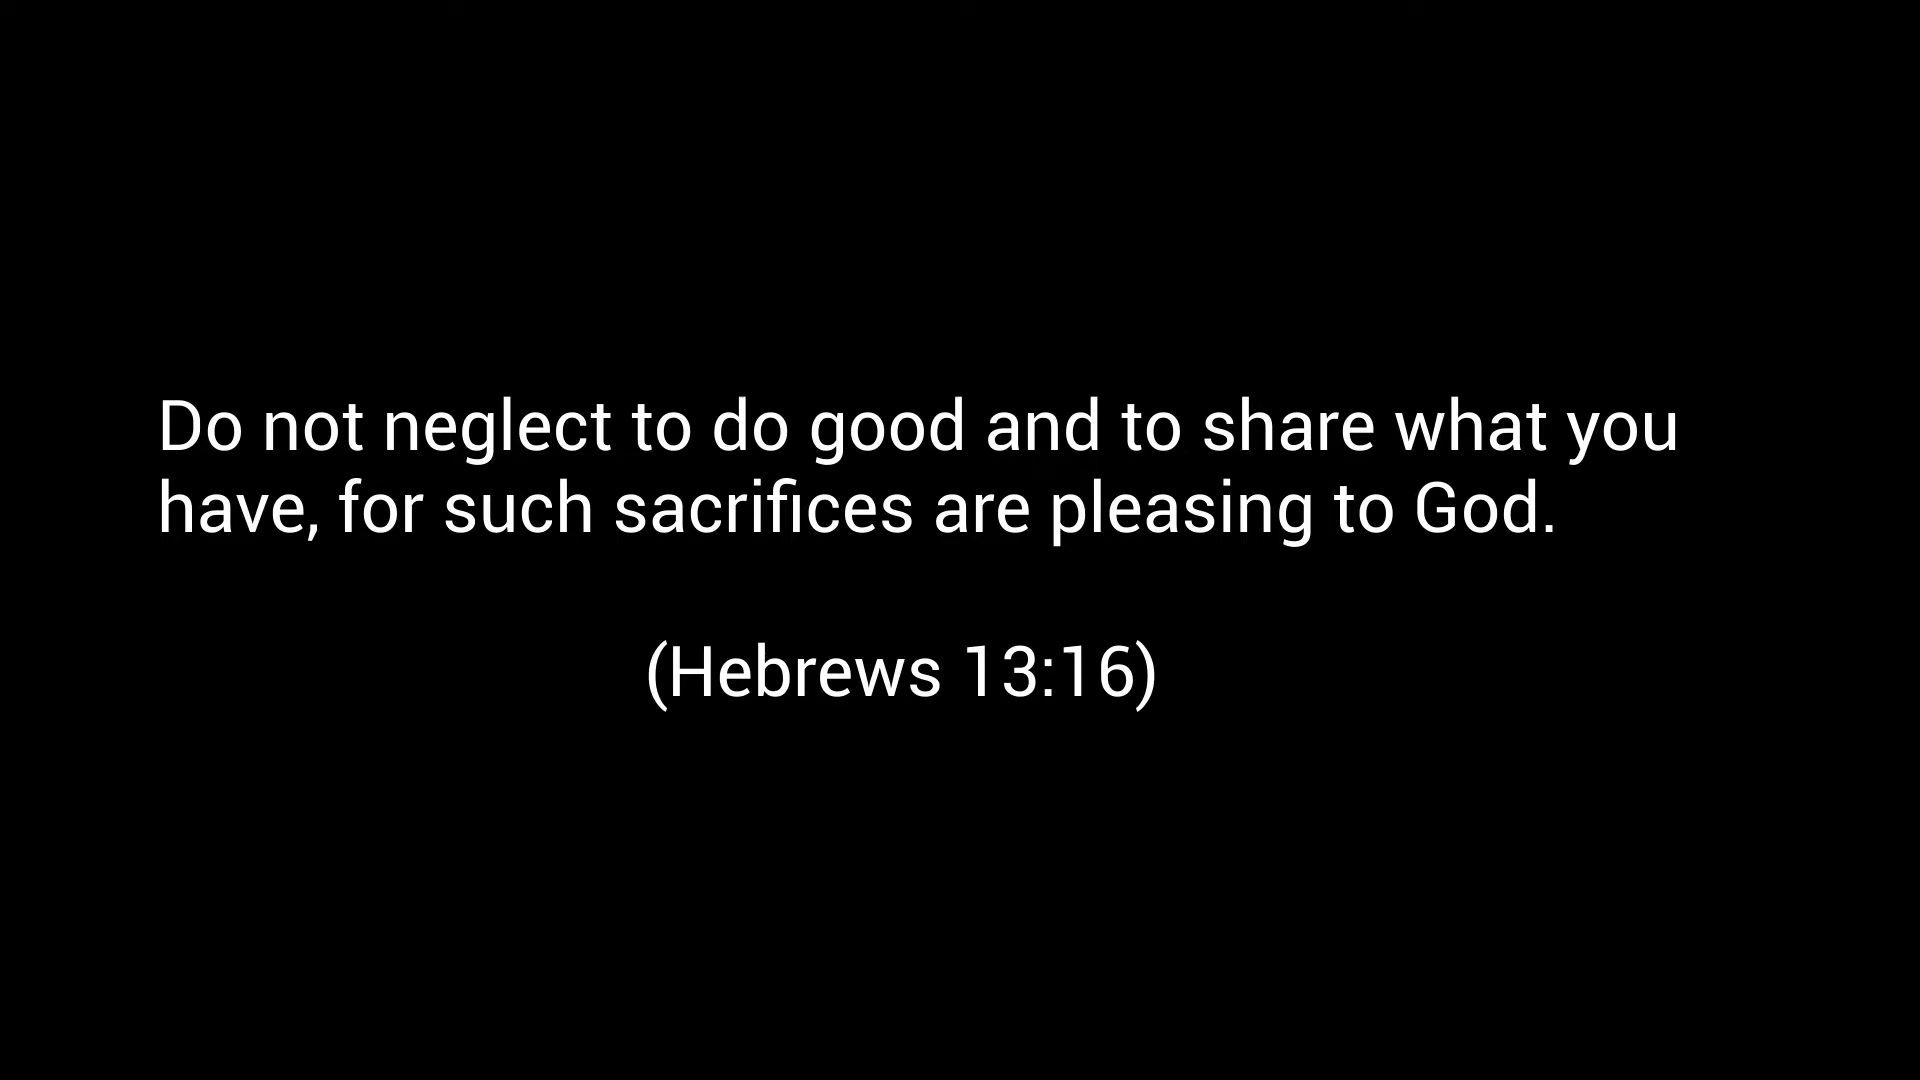 Do not neglect to do good and to share what you
have, for such sacrifices are pleasing to God.
(Hebrews 13:16)